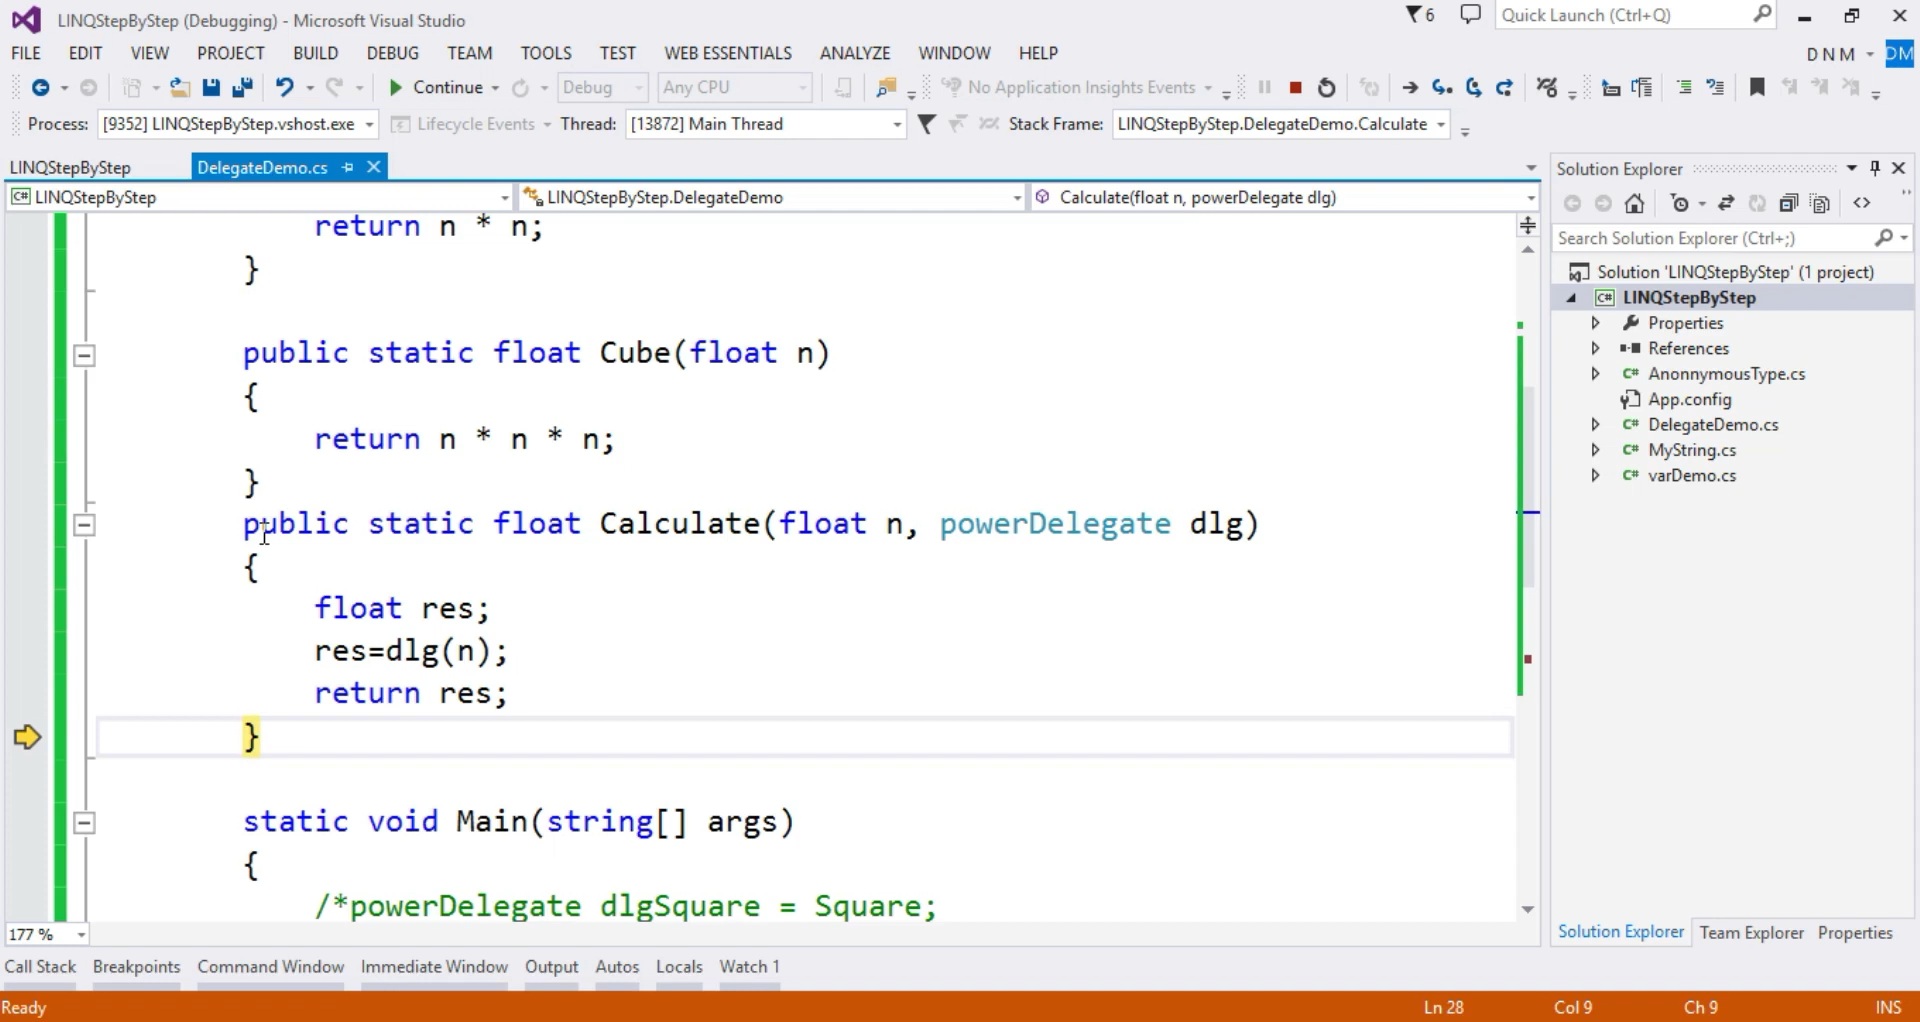 LINQStepByStep (Debugging) - Microsoft Visual Studio
6
Quick Launch (Ctrl+Q)
FILE EDIT VIEW PROJECT BUILD DEBUG TEAM TOOLS TEST WEB ESSENTIALS ANALYZE WINDOW HELP
D N M DM
Continue Debug Any CPU No Application Insights Events
Process: [9352] LINQStepByStep.vshost.exe Lifecycle Events Thread: [13872] Main Thread Stack Frame: LINQStepByStep.DelegateDemo.Calculate
LINQStepByStep DelegateDemo.cs
C# LINQStepByStep LINQStepByStep.DelegateDemo Calculate(float n, powerDelegate dlg)
return n * n;
}
public static float Cube(float n)
{
return n * n * n;
}
public static float Calculate(float n, powerDelegate dlg)
{
float res;
res=dlg(n);
return res;
}
static void Main(string[] args)
{
/*powerDelegate dlgSquare = Square;
177 %
Solution Explorer
Search Solution Explorer (Ctrl+;)
Solution 'LINQStepByStep' (1 project)
C# LINQStepByStep
Properties
References
C# AnonnymousType.cs
App.config
C# DelegateDemo.cs
C# MyString.cs
C# varDemo.cs
Solution Explorer Team Explorer Properties
Call Stack Breakpoints Command Window Immediate Window Output Autos Locals Watch 1
Ready Ln 28 Col 9 Ch 9 INS